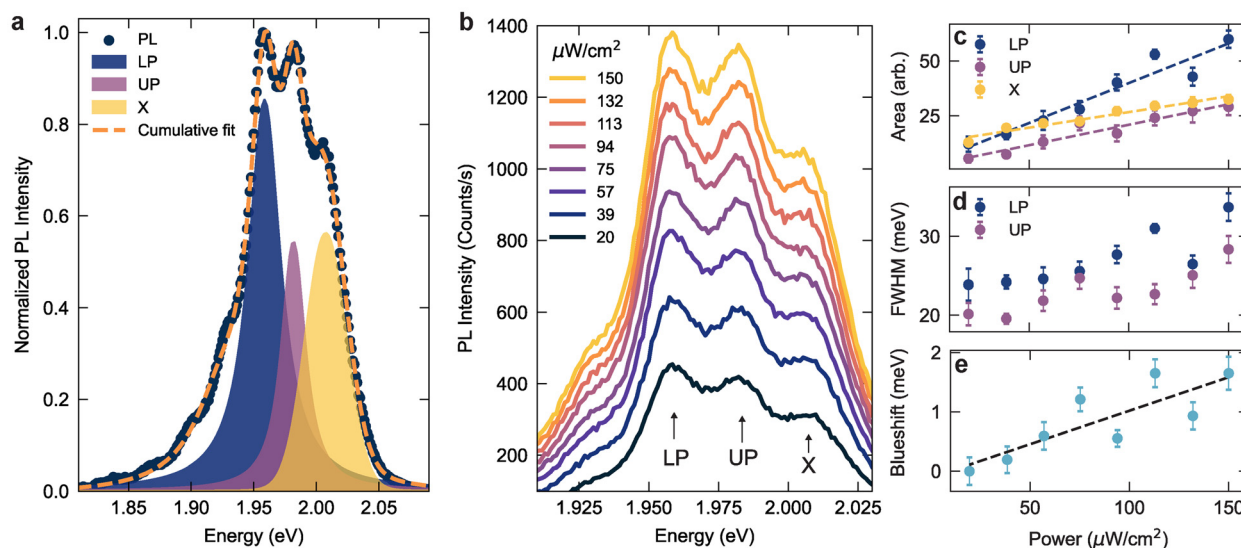 a
PL
LP
UP
X
Cumulative fit
Normalized PL Intensity
1.0
0.8
0.6
0.4
0.2
0.0
1.85
1.90
1.95
2.00
2.05
Energy (eV)
b
μW/cm²
150
132
113
94
75
57
39
20
PL Intensity (Counts/s)
1400
1200
1000
800
600
400
200
LP
UP
X
1.925
1.950
1.975
2.000
2.025
Energy (eV)
c
LP
UP
X
Area (arb.)
50
25
d
LP
UP
FWHM (meV)
30
20
e
Blueshift (meV)
2
1
0
50
100
150
Power (μW/cm²)